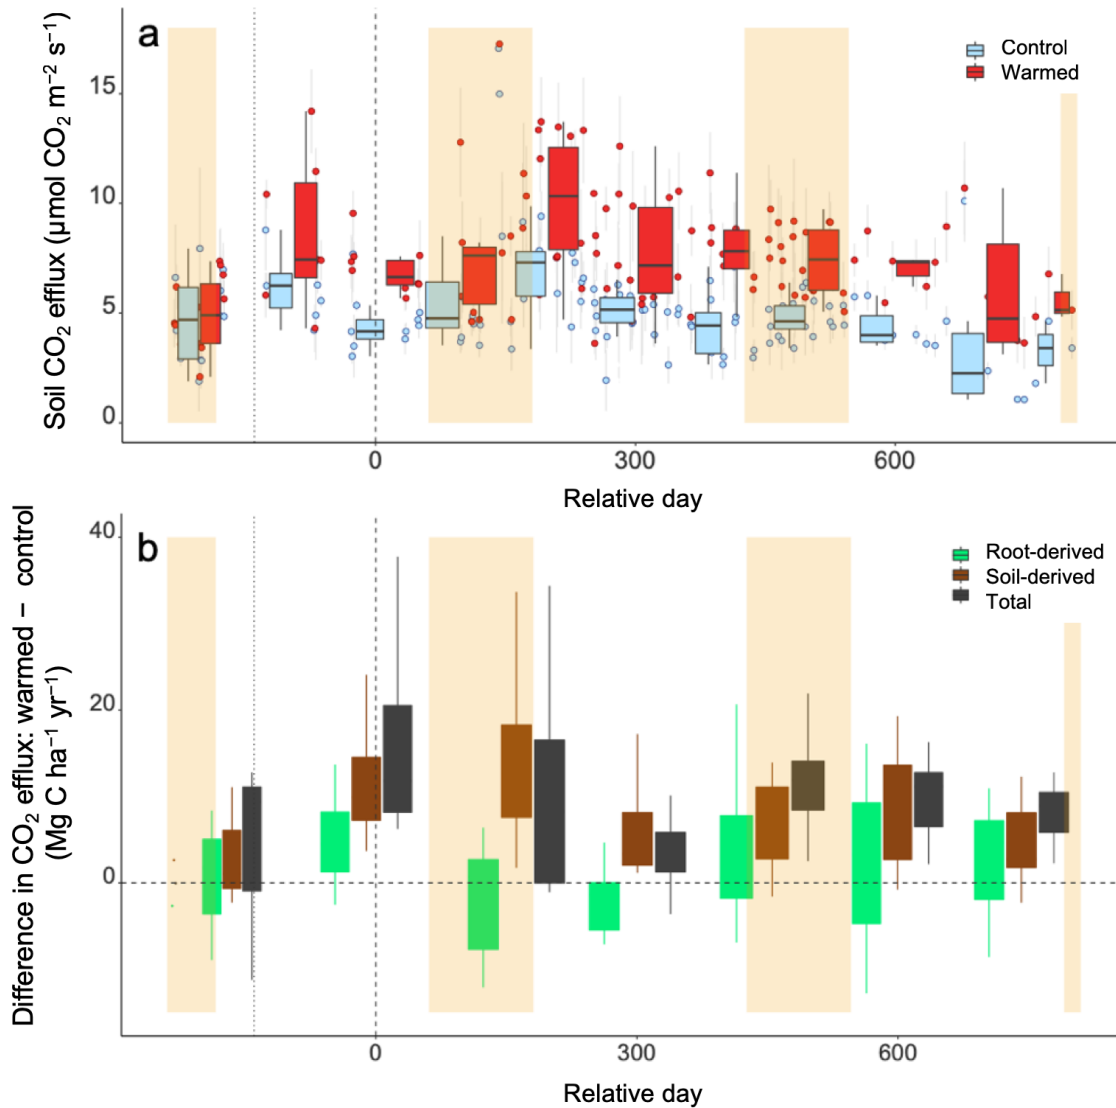 a
Control
Warmed
15
10
5
0
Soil CO₂ efflux (µmol CO₂ m⁻² s⁻¹)
0 300 600
Relative day
b
Root-derived
Soil-derived
Total
40
20
0
Difference in CO₂ efflux: warmed – control
(Mg C ha⁻¹ yr⁻¹)
0 300 600
Relative day